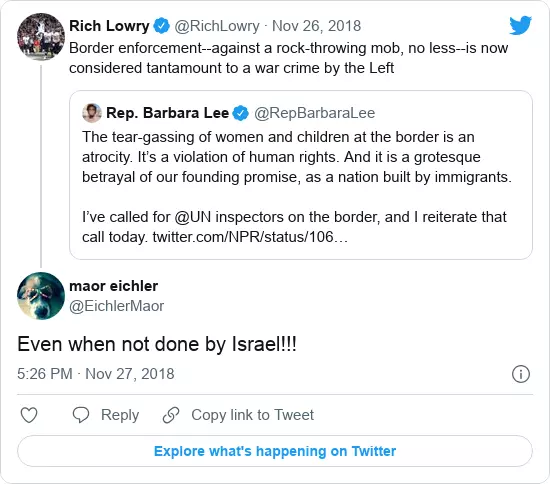 Rich Lowry @RichLowry · Nov 26, 2018
Border enforcement--against a rock-throwing mob, no less--is now
considered tantamount to a war crime by the Left
Rep. Barbara Lee @RepBarbaraLee
The tear-gassing of women and children at the border is an
atrocity. It’s a violation of human rights. And it is a grotesque
betrayal of our founding promise, as a nation built by immigrants.
I’ve called for @UN inspectors on the border, and I reiterate that
call today. twitter.com/NPR/status/106…
maor eichler
@EichlerMaor
Even when not done by Israel!!!
5:26 PM · Nov 27, 2018
Reply
Copy link to Tweet
Explore what's happening on Twitter